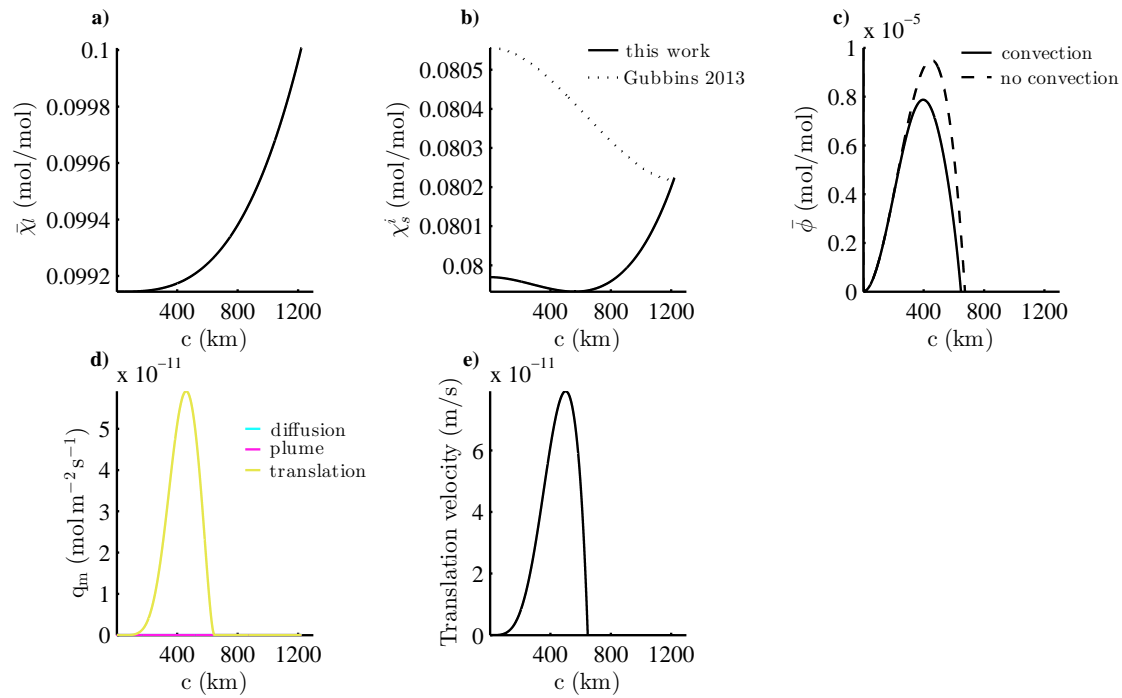 a)
0.1
0.0998
0.0996
0.0994
0.0992
χ̄l (mol/mol)
400 800 1200
c (km)
b)
this work
Gubbins 2013
0.0805
0.0804
0.0803
0.0802
0.0801
0.08
χsi (mol/mol)
400 800 1200
c (km)
c)
x 10−5
convection
no convection
1
0.8
0.6
0.4
0.2
0
ϕ̄ (mol/mol)
400 800 1200
c (km)
d)
x 10−11
diffusion
plume
translation
5
4
3
2
1
0
qm (mol m−2 s−1)
400 800 1200
c (km)
e)
x 10−11
6
4
2
0
Translation velocity (m/s)
400 800 1200
c (km)